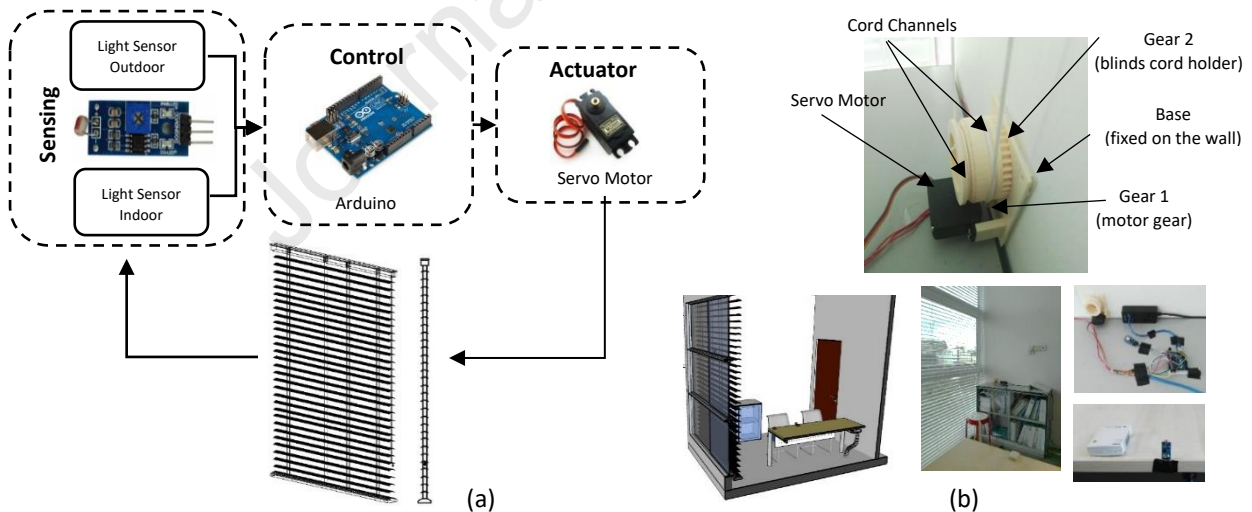 Journa
Sensing
Light Sensor
Outdoor
Light Sensor
Indoor
Control
Arduino
Actuator
Servo Motor
(a)
Cord Channels
Servo Motor
Gear 2
(blinds cord holder)
Base
(fixed on the wall)
Gear 1
(motor gear)
(b)